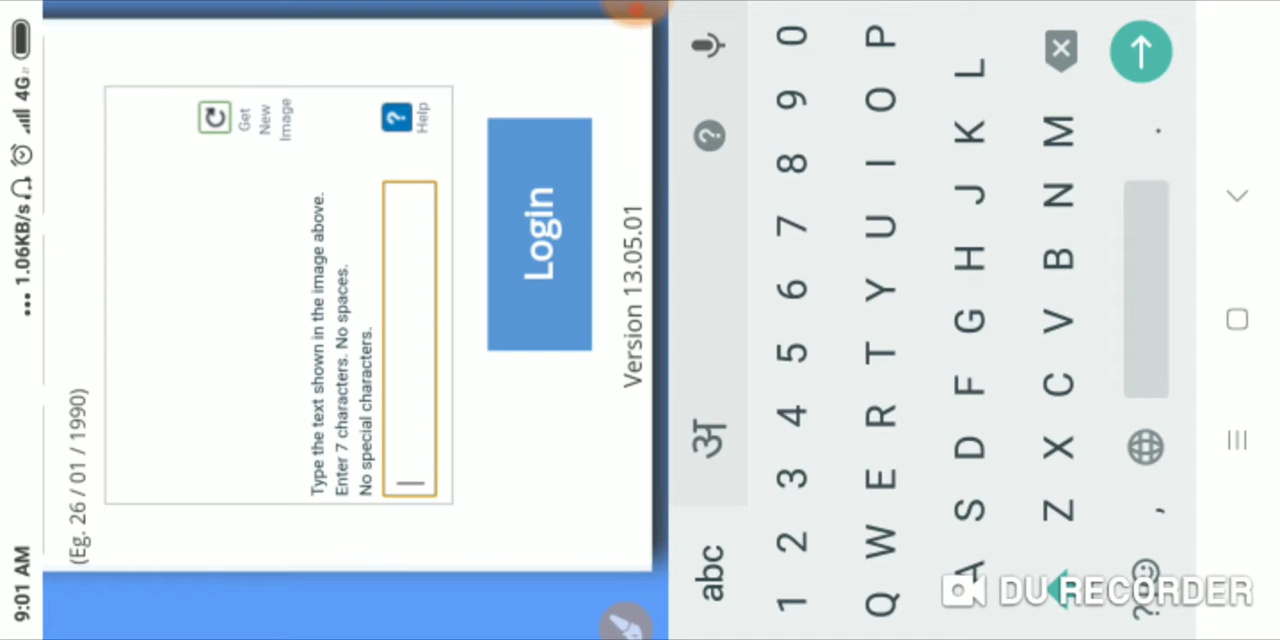 9:01 AM ... 1.06KB/s 4G
(Eg. 26 / 01 / 1990)
Get
New
Image
Type the text shown in the image above.
Enter 7 characters. No spaces.
No special characters.
? Help
Login
Version 13.05.01
abc अ ?
1 2 3 4 5 6 7 8 9 0
Q W E R T Y U I O P
A S D F G H J K L
Z X C V B N M
?☺ , .
DU RECORDER